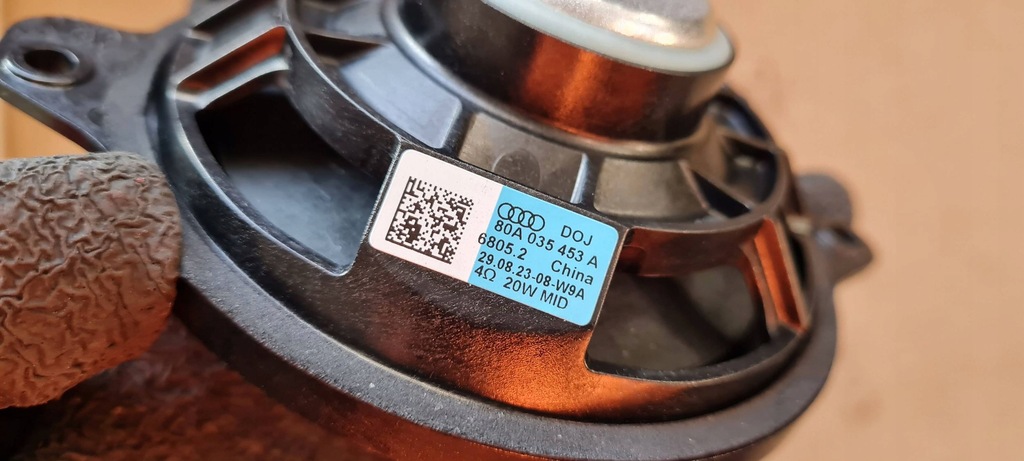 DOJ
80A 035 453 A
6805.2 China
29.08.23-08-W9A
4Ω 20W MID